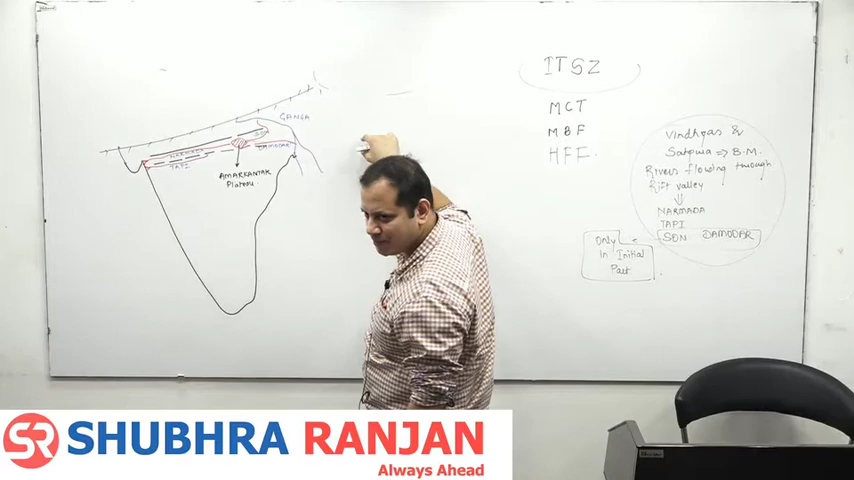 GANGA
SON
NARMADA
DAMODAR
TAPI
AMARKANTAK
Plateau.
ITSZ
MCT
MBF
HFF
Vindhyas &
Satpura => B.M.
Rivers flowing through
Rift valley
NARMADA
TAPI
SON DAMODAR
Only
In Initial
Part
SR
SHUBHRA RANJAN
Always Ahead